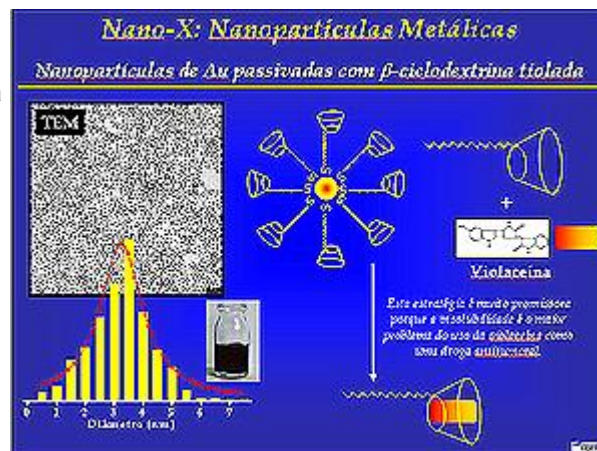 Nano-X: Nanopartículas Metálicas
Nanopartículas de Au passivadas com β-ciclodextrina tiolada
TEM
+
Violaceína
Esta estratégia é muito promissora
porque a insolubilidade é o maior
problema do uso da violaceína como
uma droga antitumoral.
0 1 2 3 4 5 6 7
Diâmetro (nm)